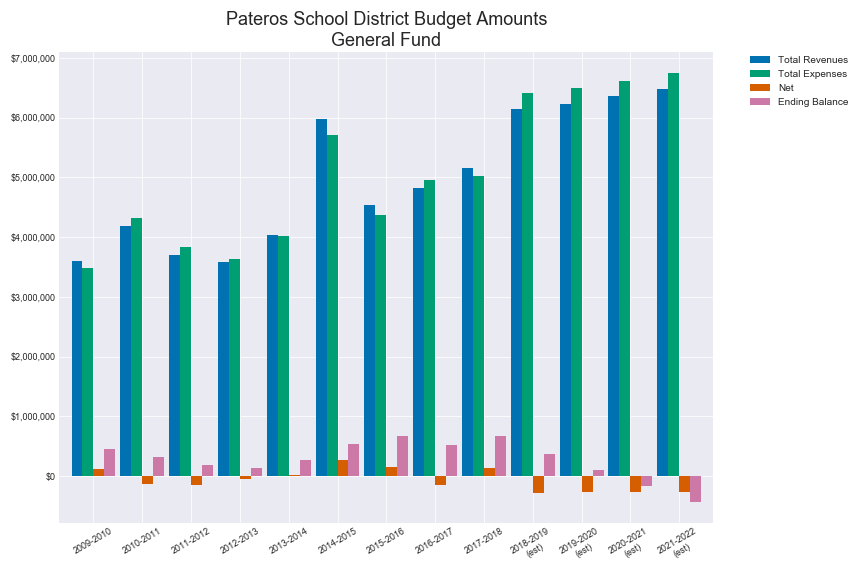 Pateros School District Budget Amounts
General Fund
Total Revenues
Total Expenses
Net
Ending Balance
$7,000,000
$6,000,000
$5,000,000
$4,000,000
$3,000,000
$2,000,000
$1,000,000
$0
2009-2010
2010-2011
2011-2012
2012-2013
2013-2014
2014-2015
2015-2016
2016-2017
2017-2018
2018-2019
(est)
2019-2020
(est)
2020-2021
(est)
2021-2022
(est)